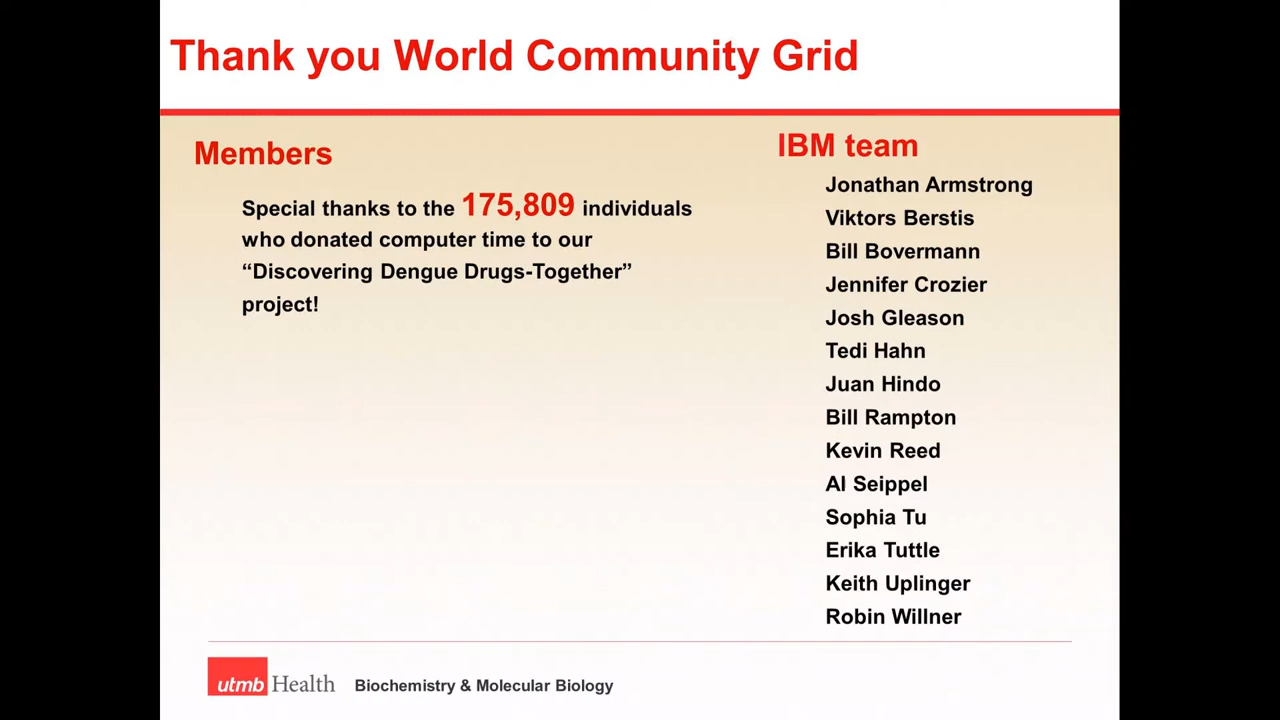 Thank you World Community Grid
Members
Special thanks to the 175,809 individuals
who donated computer time to our
“Discovering Dengue Drugs-Together”
project!
IBM team
Jonathan Armstrong
Viktors Berstis
Bill Bovermann
Jennifer Crozier
Josh Gleason
Tedi Hahn
Juan Hindo
Bill Rampton
Kevin Reed
Al Seippel
Sophia Tu
Erika Tuttle
Keith Uplinger
Robin Willner
utmb Health
Biochemistry & Molecular Biology